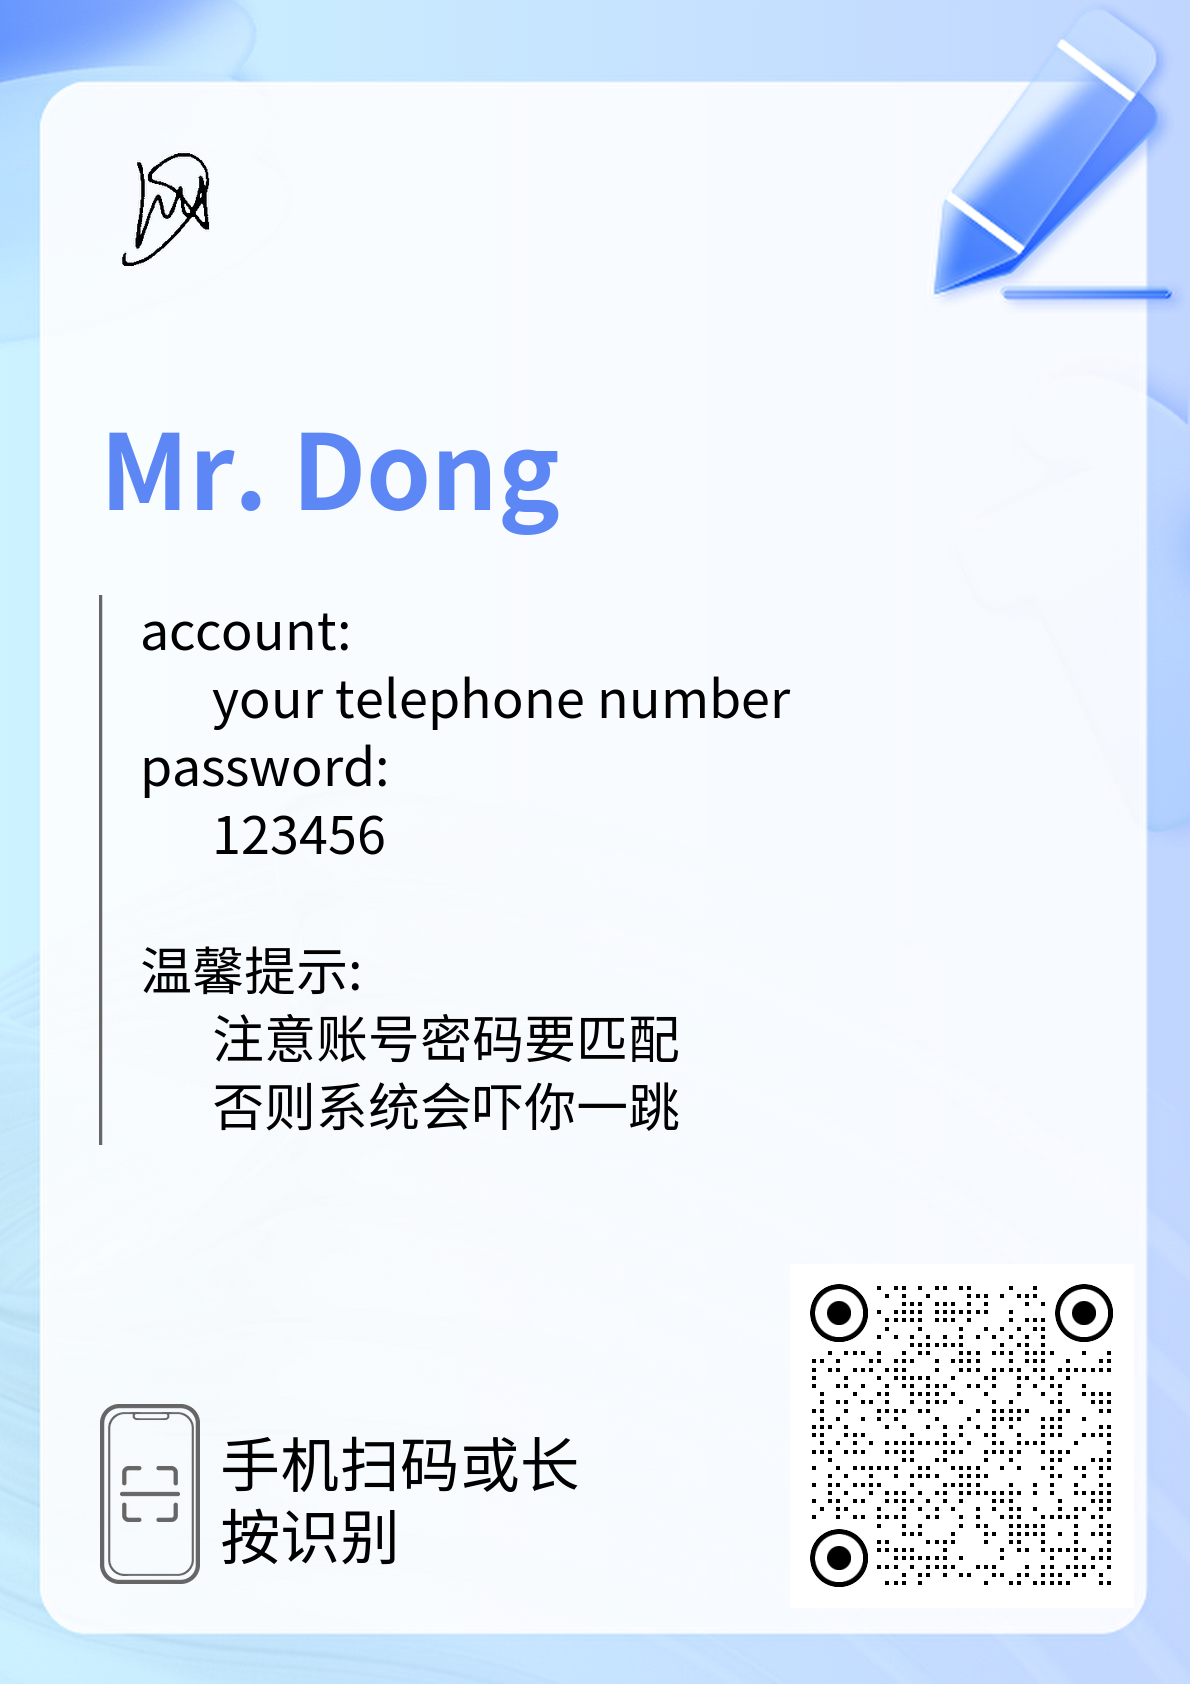 Mr. Dong
account:
your telephone number
password:
123456
温馨提示:
注意账号密码要匹配
否则系统会吓你一跳
手机扫码或长
按识别